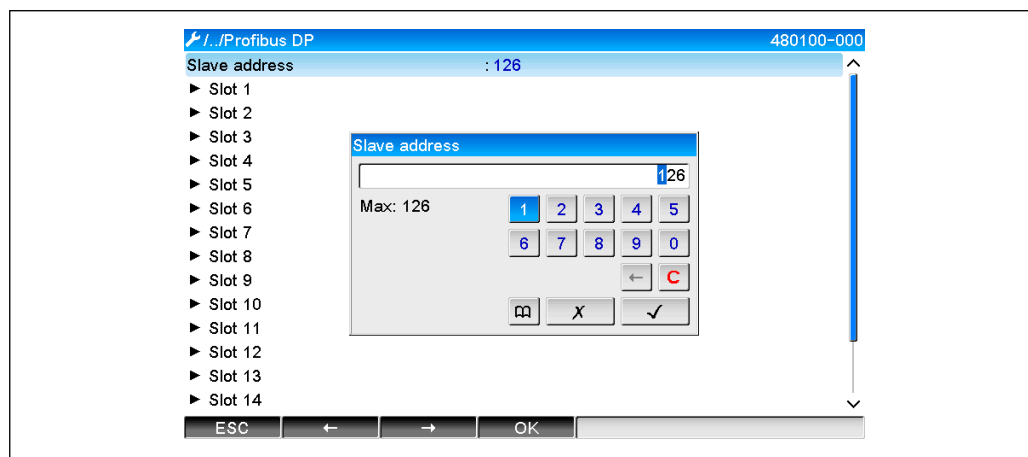 /../Profibus DP 480100-000
Slave address : 126
► Slot 1
► Slot 2
► Slot 3
► Slot 4
► Slot 5
► Slot 6
► Slot 7
► Slot 8
► Slot 9
► Slot 10
► Slot 11
► Slot 12
► Slot 13
► Slot 14
Slave address
126
Max: 126
1 2 3 4 5
6 7 8 9 0
← C
X ✓
ESC ← → OK